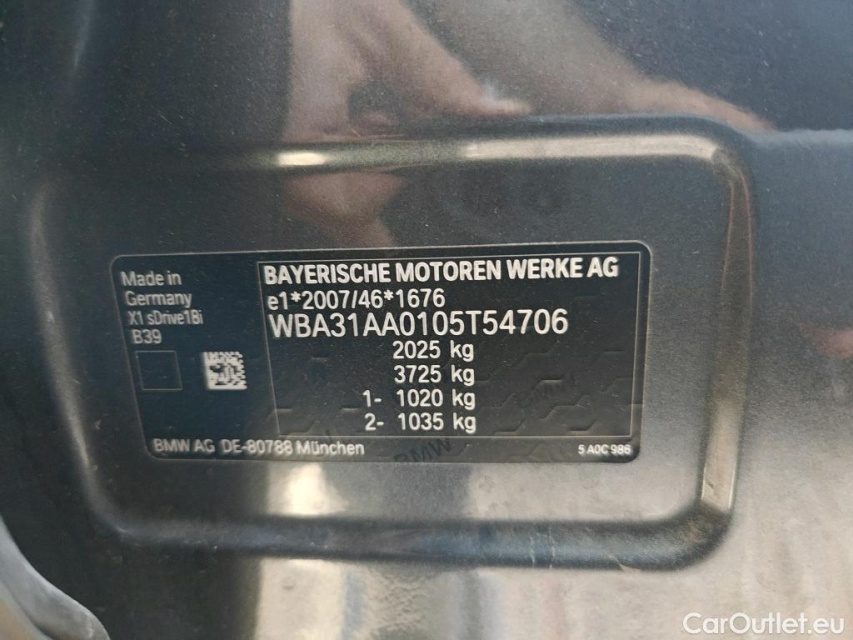 Made in
Germany
X1 sDrive18i
B39
BAYERISCHE MOTOREN WERKE AG
e1*2007/46*1676
WBA31AA0105T54706
2025 kg
3725 kg
1- 1020 kg
2- 1035 kg
BMW AG DE-80788 München
5 A0C 986
BMW
CarOutlet.eu